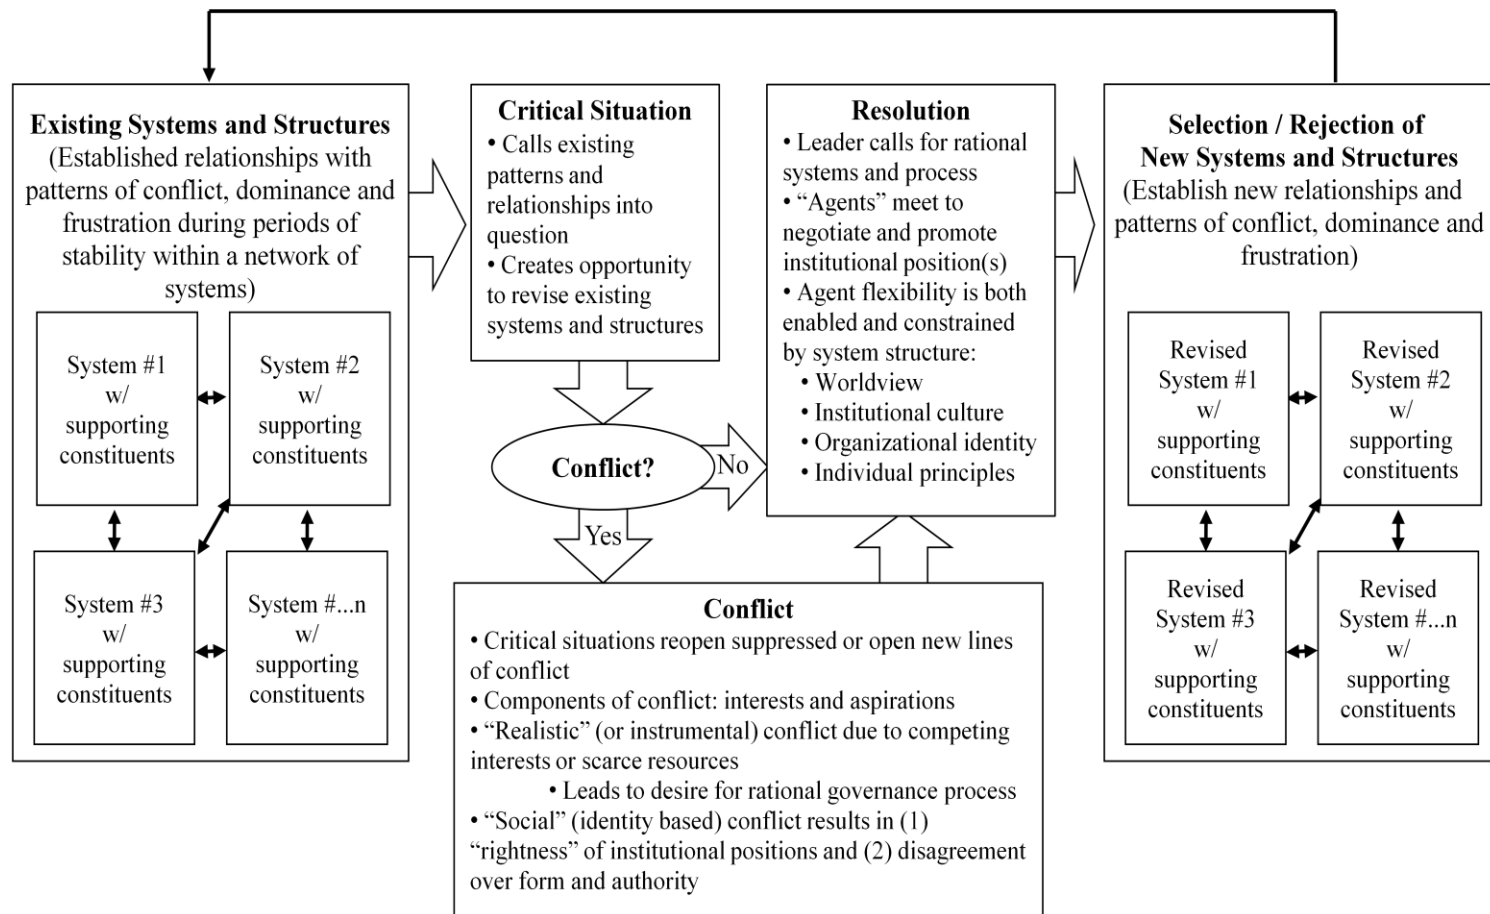 Existing Systems and Structures
(Established relationships with
patterns of conflict, dominance and
frustration during periods of
stability within a network of
systems)
System #1
w/
supporting
constituents
System #2
w/
supporting
constituents
System #3
w/
supporting
constituents
System #...n
w/
supporting
constituents
Critical Situation
• Calls existing
patterns and
relationships into
question
• Creates opportunity
to revise existing
systems and structures
Conflict?
No
Yes
Conflict
• Critical situations reopen suppressed or open new lines
of conflict
• Components of conflict: interests and aspirations
• “Realistic” (or instrumental) conflict due to competing
interests or scarce resources
• Leads to desire for rational governance process
• “Social” (identity based) conflict results in (1)
“rightness” of institutional positions and (2) disagreement
over form and authority
Resolution
• Leader calls for rational
systems and process
• “Agents” meet to
negotiate and promote
institutional position(s)
• Agent flexibility is both
enabled and constrained
by system structure:
• Worldview
• Institutional culture
• Organizational identity
• Individual principles
Selection / Rejection of
New Systems and Structures
(Establish new relationships and
patterns of conflict, dominance and
frustration)
Revised
System #1
w/
supporting
constituents
Revised
System #2
w/
supporting
constituents
Revised
System #3
w/
supporting
constituents
Revised
System #...n
w/
supporting
constituents